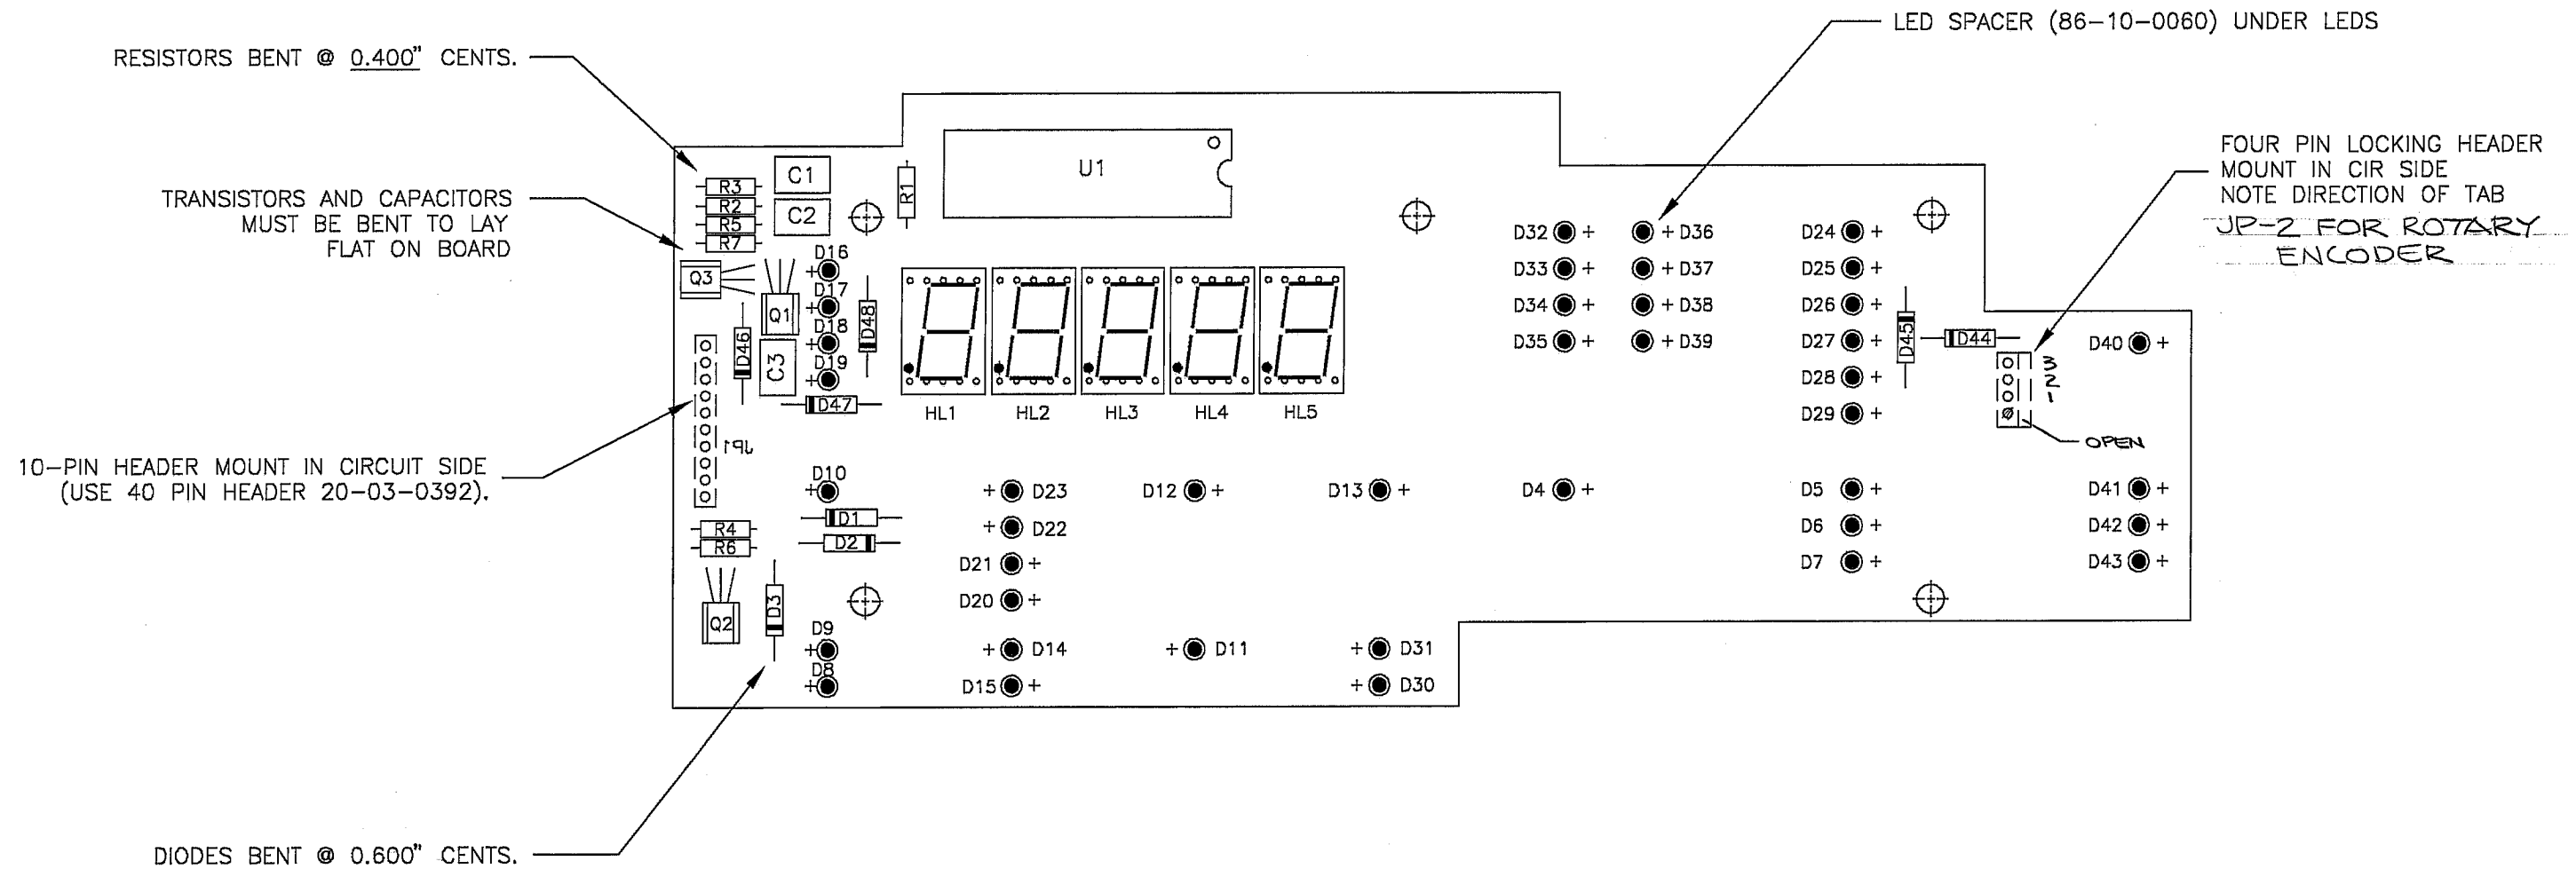 LED SPACER (86-10-0060) UNDER LEDS
RESISTORS BENT @ 0.400" CENTS.
FOUR PIN LOCKING HEADER
MOUNT IN CIR SIDE
NOTE DIRECTION OF TAB
JP-2 FOR ROTARY
ENCODER
TRANSISTORS AND CAPACITORS
MUST BE BENT TO LAY
FLAT ON BOARD
U1
C1
R3
R2
R5
R7
C2
R1
D32 + + D36 D24 +
D33 + + D37 D25 +
D34 + + D38 D26 +
D35 + + D39 D27 +
D28 +
D29 +
D16
+
D17
+
D18
+
D19
+
Q3
Q1
D46
C3
D48
D47
HL1 HL2 HL3 HL4 HL5
D45
D44
3
2
1
OPEN
D40 +
JP1
10-PIN HEADER MOUNT IN CIRCUIT SIDE
(USE 40 PIN HEADER 20-03-0392).
D10
+
+ D23 D12 + D13 + D4 + D5 + D41 +
D1
+ D22 D6 + D42 +
D2
R4
R6
D21 + D7 + D43 +
D20 +
Q2
D3
D9
+
+ D14 + D11 + D31
D8
+
D15 + + D30
DIODES BENT @ 0.600" CENTS.